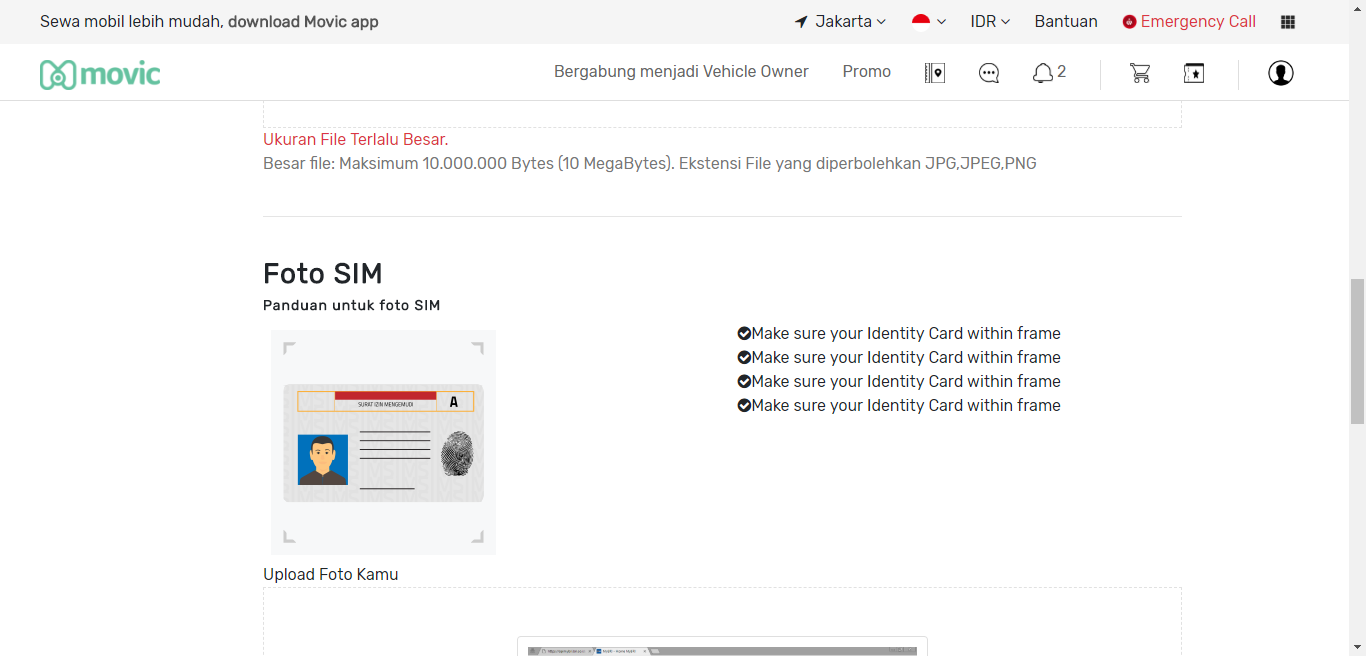 Sewa mobil lebih mudah, download Movic app
Jakarta
IDR
Bantuan
Emergency Call
movic
Bergabung menjadi Vehicle Owner
Promo
2
Ukuran File Terlalu Besar.
Besar file: Maksimum 10.000.000 Bytes (10 MegaBytes). Ekstensi File yang diperbolehkan JPG,JPEG,PNG
Foto SIM
Panduan untuk foto SIM
SURAT IZIN MENGEMUDI
A
Make sure your Identity Card within frame
Make sure your Identity Card within frame
Make sure your Identity Card within frame
Make sure your Identity Card within frame
Upload Foto Kamu